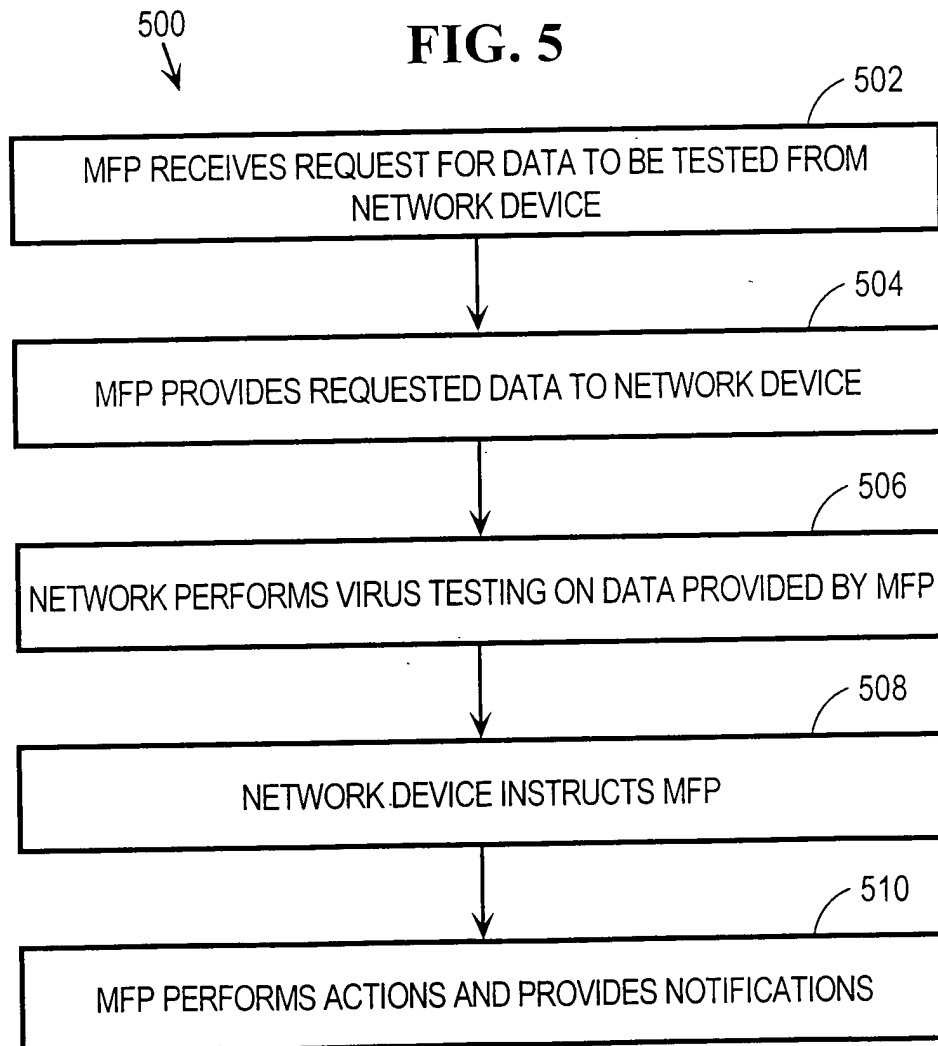 500
FIG. 5
502
MFP RECEIVES REQUEST FOR DATA TO BE TESTED FROM
NETWORK DEVICE
504
MFP PROVIDES REQUESTED DATA TO NETWORK DEVICE
506
NETWORK PERFORMS VIRUS TESTING ON DATA PROVIDED BY MFP
508
NETWORK DEVICE INSTRUCTS MFP
510
MFP PERFORMS ACTIONS AND PROVIDES NOTIFICATIONS